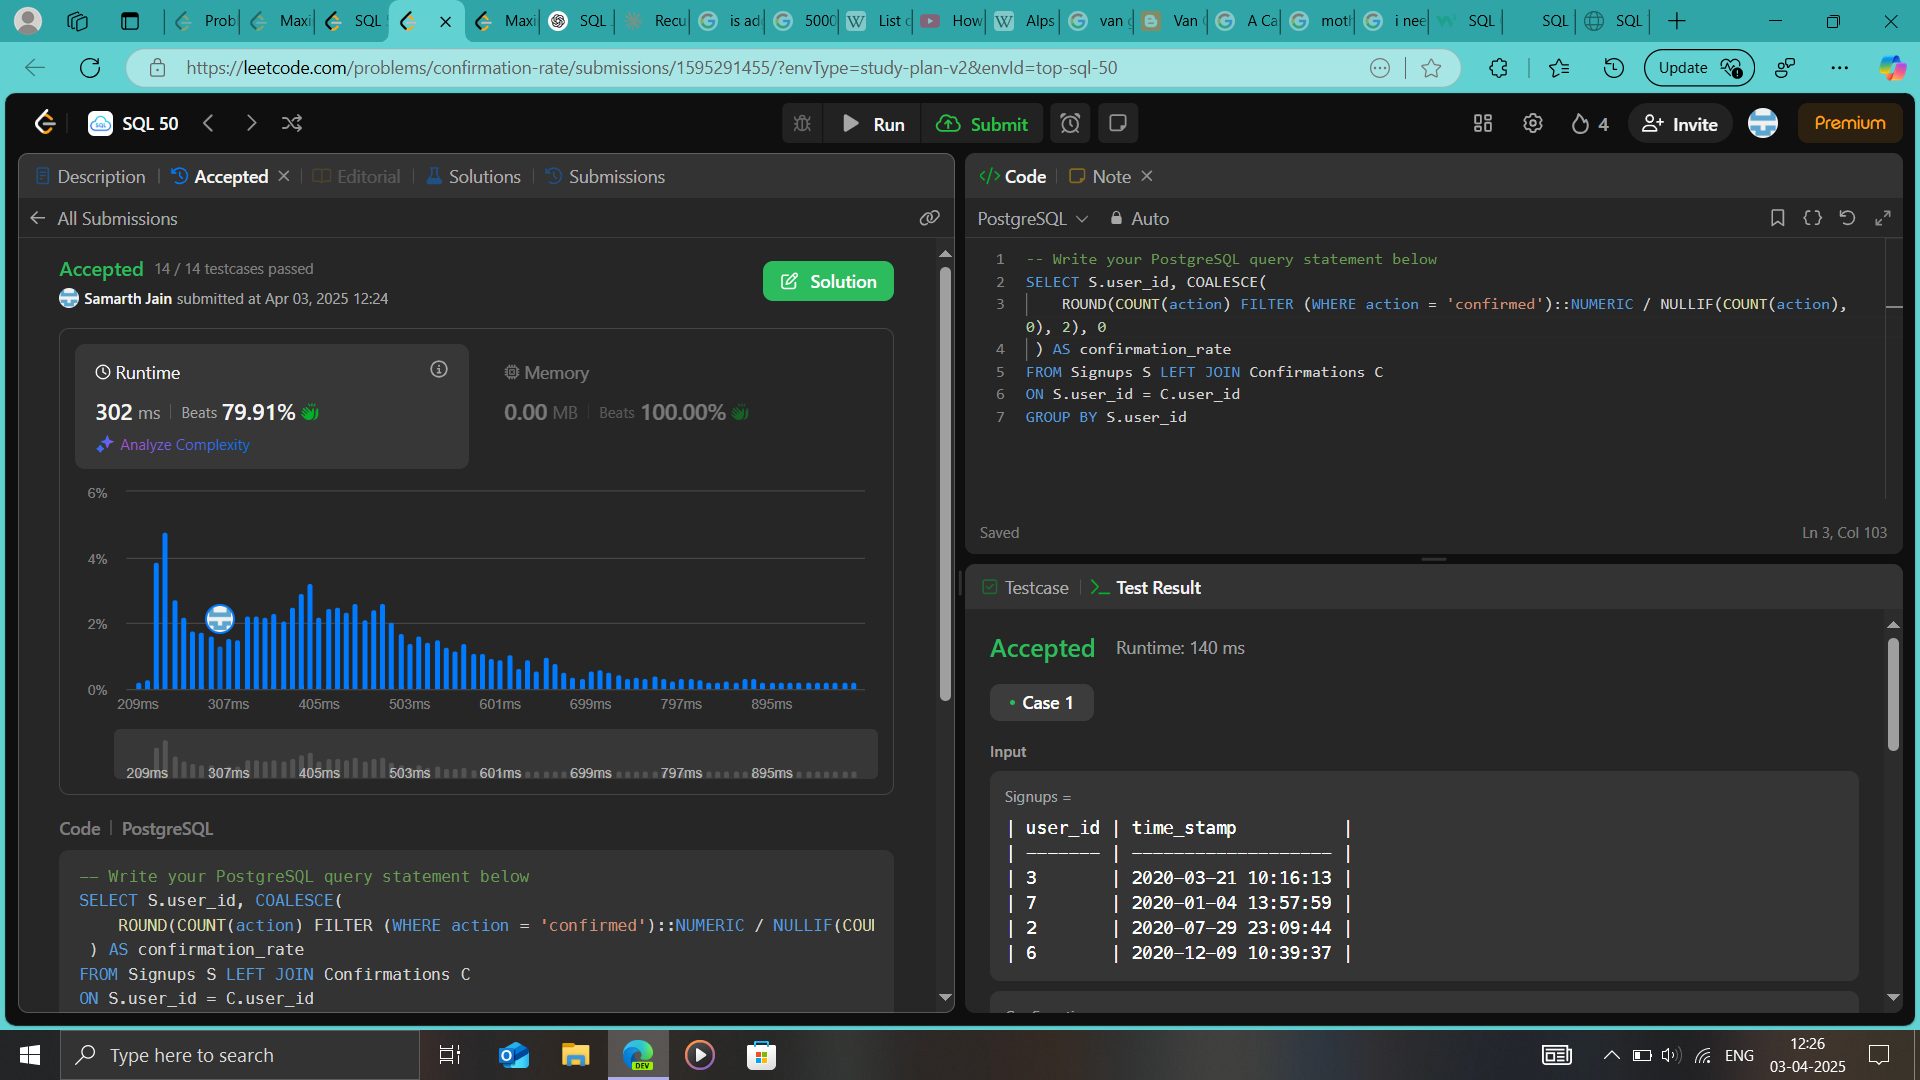 Prob
Maxi
SQL
Maxi
SQL
Recu
is ad
5000
List o
How
Alps
van g
Van
A Ca
moth
i nee
SQL
SQL
SQL
https://leetcode.com/problems/confirmation-rate/submissions/1595291455/?envType=study-plan-v2&envId=top-sql-50
Update
SQL 50
Run
Submit
4
Invite
Premium
Description
Accepted
Editorial
Solutions
Submissions
All Submissions
Accepted 14 / 14 testcases passed
Samarth Jain submitted at Apr 03, 2025 12:24
Solution
Runtime
302 ms Beats 79.91%
Analyze Complexity
Memory
0.00 MB Beats 100.00%
6%
4%
2%
0%
209ms 307ms 405ms 503ms 601ms 699ms 797ms 895ms
209ms 307ms 405ms 503ms 601ms 699ms 797ms 895ms
Code | PostgreSQL
-- Write your PostgreSQL query statement below
SELECT S.user_id, COALESCE(
ROUND(COUNT(action) FILTER (WHERE action = 'confirmed')::NUMERIC / NULLIF(COU
) AS confirmation_rate
FROM Signups S LEFT JOIN Confirmations C
ON S.user_id = C.user_id
Code
Note
PostgreSQL
Auto
1 -- Write your PostgreSQL query statement below
2 SELECT S.user_id, COALESCE(
3 ROUND(COUNT(action) FILTER (WHERE action = 'confirmed')::NUMERIC / NULLIF(COUNT(action),
0), 2), 0
4 ) AS confirmation_rate
5 FROM Signups S LEFT JOIN Confirmations C
6 ON S.user_id = C.user_id
7 GROUP BY S.user_id
Saved
Ln 3, Col 103
Testcase
Test Result
Accepted Runtime: 140 ms
Case 1
Input
Signups =
| user_id | time_stamp |
| ------- | ------------------- |
| 3 | 2020-03-21 10:16:13 |
| 7 | 2020-01-04 13:57:59 |
| 2 | 2020-07-29 23:09:44 |
| 6 | 2020-12-09 10:39:37 |
Type here to search
DEV
ENG
12:26
03-04-2025